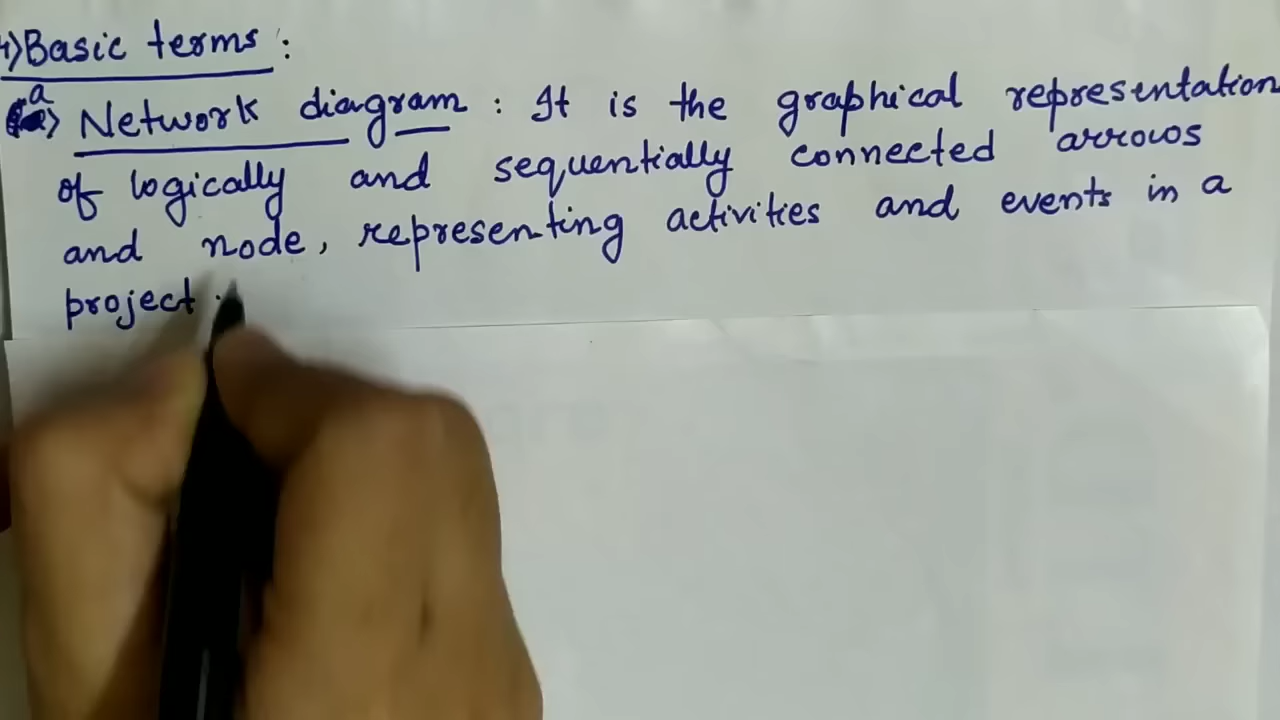 4) Basic terms :
a) Network diagram : It is the graphical representation
of logically and sequentially connected arrows
and node, representing activities and events in a
project.